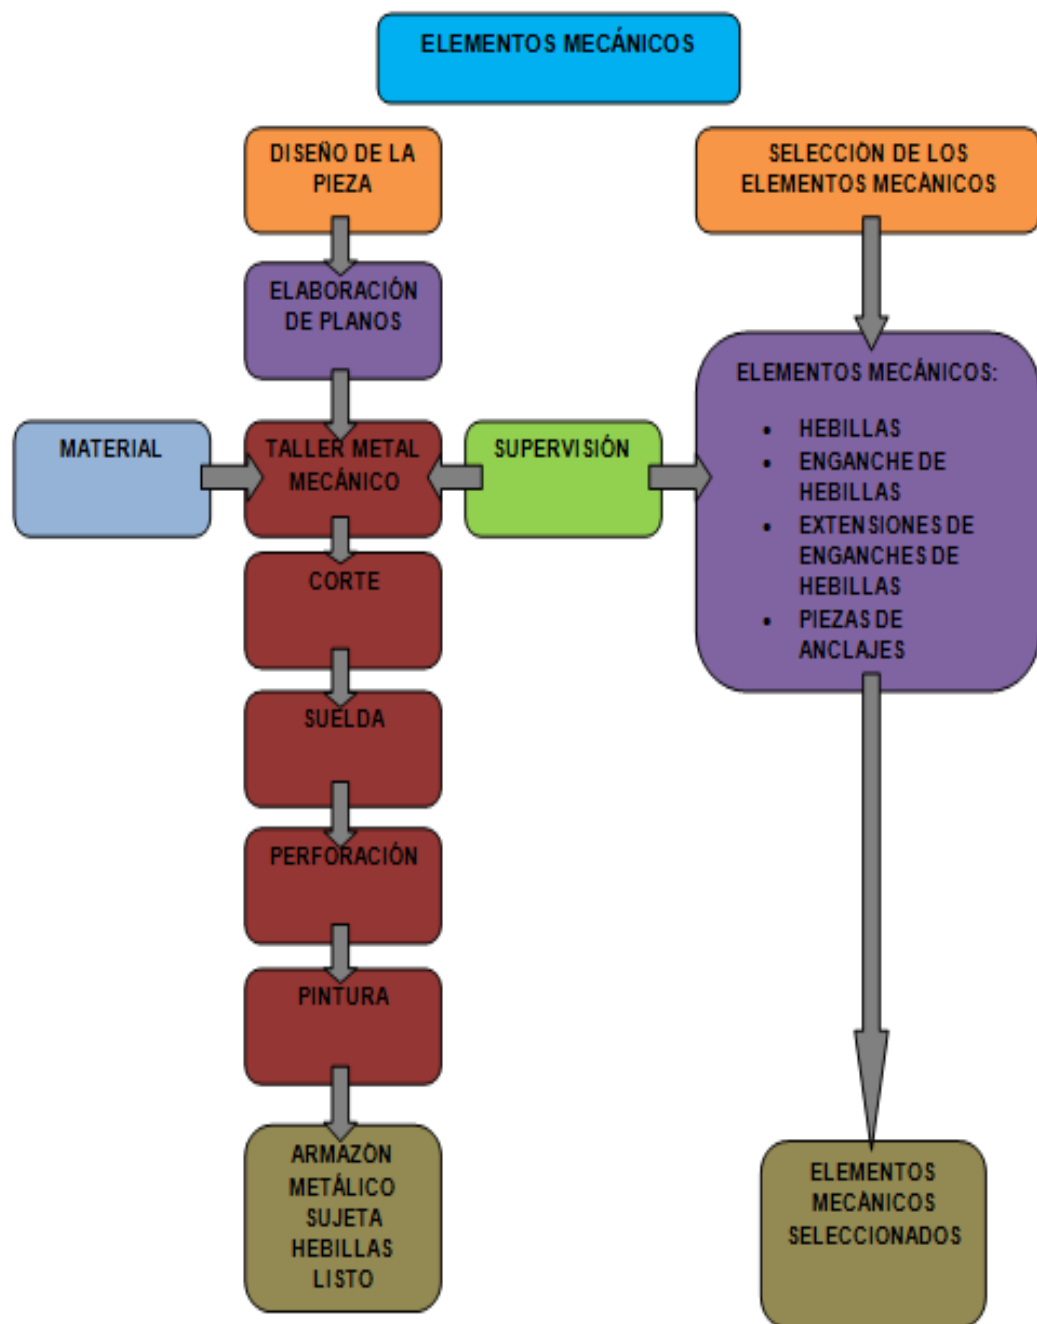 ELEMENTOS MECÁNICOS
DISEÑO DE LA
PIEZA
SELECCIÓN DE LOS
ELEMENTOS MECÁNICOS
ELABORACIÓN
DE PLANOS
MATERIAL
TALLER METAL
MECÁNICO
SUPERVISIÓN
ELEMENTOS MECÁNICOS:
• HEBILLAS
• ENGANCHE DE
HEBILLAS
• EXTENSIONES DE
ENGANCHES DE
HEBILLAS
• PIEZAS DE
ANCLAJES
CORTE
SUELDA
PERFORACIÓN
PINTURA
ARMAZÓN
METÁLICO
SUJETA
HEBILLAS
LISTO
ELEMENTOS
MECÁNICOS
SELECCIONADOS